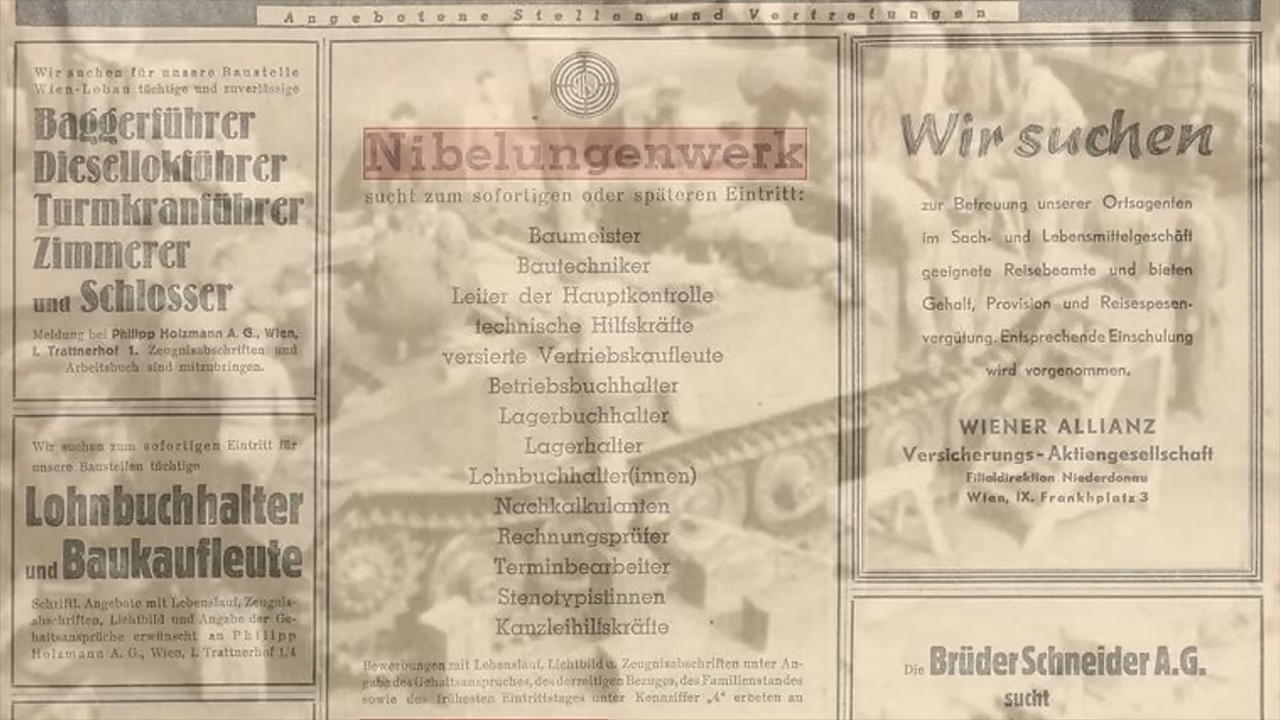 Angebotene Stellen und Vertretungen
Wir suchen für unsere Baustelle
Wien-Lobau tüchtige und zuverlässige
Baggerführer
Diesellokführer
Turmkranführer
Zimmerer
und Schlosser
Meldung bei Philipp Holzmann A. G., Wien,
I. Trattnerhof 1. Zeugnisabschriften und
Arbeitsbuch sind mitzubringen.
Wir suchen zum sofortigen Eintritt für
unsere Baustellen tüchtige
Lohnbuchhalter
und Baukaufleute
Schriftl. Angebote mit Lebenslauf, Zeugnis-
abschriften, Lichtbild und Angabe der Ge-
haltsansprüche erwünscht an Philipp
Holzmann A. G., Wien, I. Trattnerhof 1/4
Nibelungenwerk
sucht zum sofortigen oder späteren Eintritt:
Baumeister
Bautechniker
Leiter der Hauptkontrolle
technische Hilfskräfte
versierte Vertriebskaufleute
Betriebsbuchhalter
Lagerbuchhalter
Lagerhalter
Lohnbuchhalter(innen)
Nachkalkulanten
Rechnungsprüfer
Terminbearbeiter
Stenotypistinnen
Kanzleihilfskräfte
Bewerbungen mit Lebenslauf, Lichtbild u. Zeugnisabschriften unter An-
gabe des Gehaltsanspruches, des derzeitigen Bezuges, des Familienstandes
sowie des frühesten Eintrittstages unter Kennziffer „4" erbeten an
Wir suchen
zur Betreuung unserer Ortsagenten
im Sach- und Lebensmittelgeschäft
geeignete Reisebeamte und bieten
Gehalt, Provision und Reisespesen-
vergütung. Entsprechende Einschulung
wird vorgenommen.
WIENER ALLIANZ
Versicherungs-Aktiengesellschaft
Filialdirektion Niederdonau
Wien, IX. Frankhplatz 3
Die Brüder Schneider A.G.
sucht